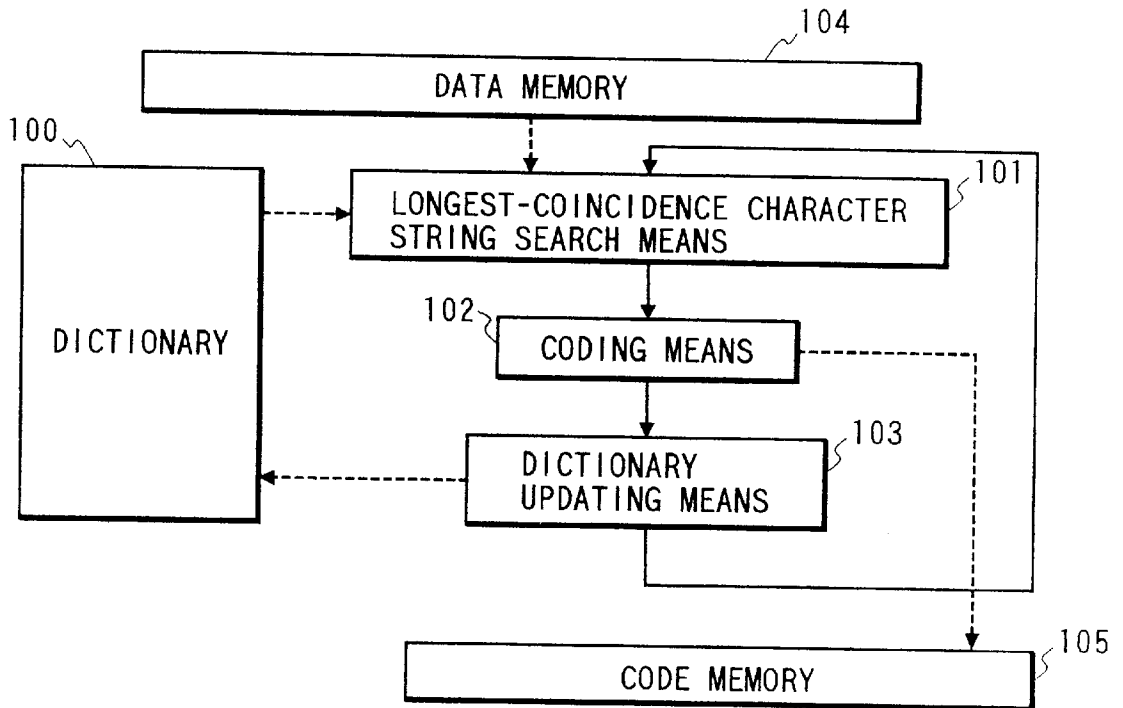 104
DATA MEMORY
100
101
LONGEST-COINCIDENCE CHARACTER
STRING SEARCH MEANS
102
CODING MEANS
DICTIONARY
103
DICTIONARY
UPDATING MEANS
105
CODE MEMORY